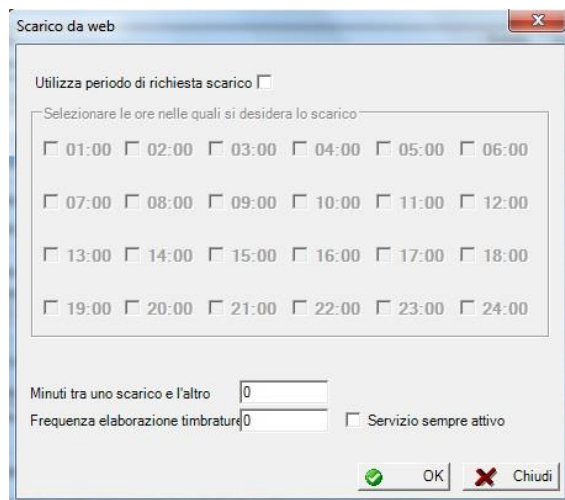 Scarico da web
Utilizza periodo di richiesta scarico
Selezionare le ore nelle quali si desidera lo scarico
01:00 02:00 03:00 04:00 05:00 06:00
07:00 08:00 09:00 10:00 11:00 12:00
13:00 14:00 15:00 16:00 17:00 18:00
19:00 20:00 21:00 22:00 23:00 24:00
Minuti tra uno scarico e l'altro 0
Frequenza elaborazione timbrature 0 Servizio sempre attivo
OK Chiudi